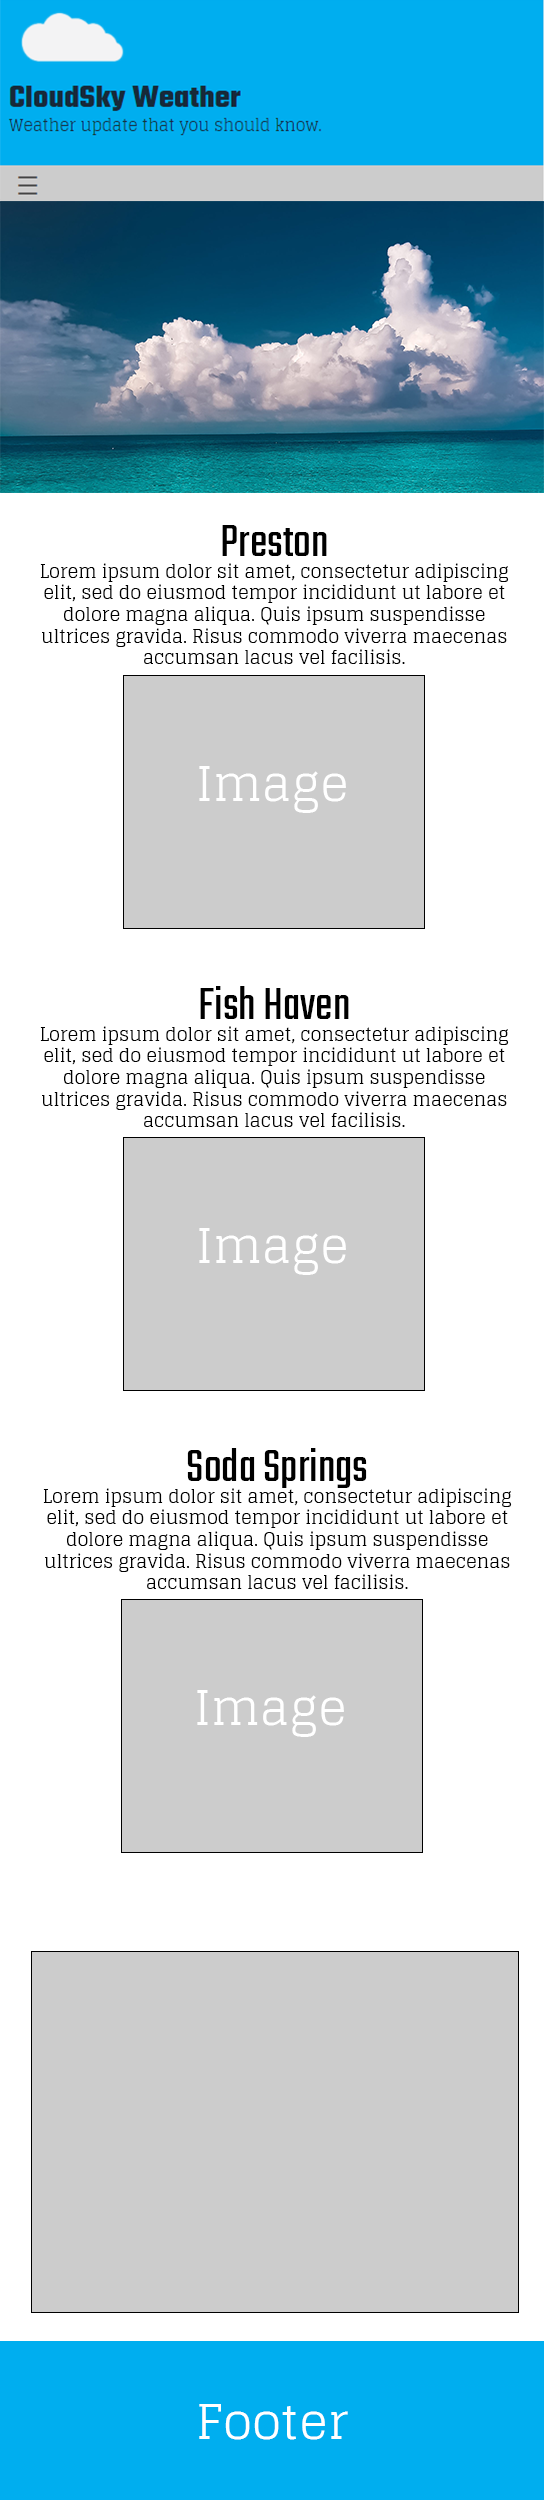 CloudSky Weather
Weather update that you should know.
Preston
Lorem ipsum dolor sit amet, consectetur adipiscing
elit, sed do eiusmod tempor incididunt ut labore et
dolore magna aliqua. Quis ipsum suspendisse
ultrices gravida. Risus commodo viverra maecenas
accumsan lacus vel facilisis.
Image
Fish Haven
Lorem ipsum dolor sit amet, consectetur adipiscing
elit, sed do eiusmod tempor incididunt ut labore et
dolore magna aliqua. Quis ipsum suspendisse
ultrices gravida. Risus commodo viverra maecenas
accumsan lacus vel facilisis.
Image
Soda Springs
Lorem ipsum dolor sit amet, consectetur adipiscing
elit, sed do eiusmod tempor incididunt ut labore et
dolore magna aliqua. Quis ipsum suspendisse
ultrices gravida. Risus commodo viverra maecenas
accumsan lacus vel facilisis.
Image
Footer